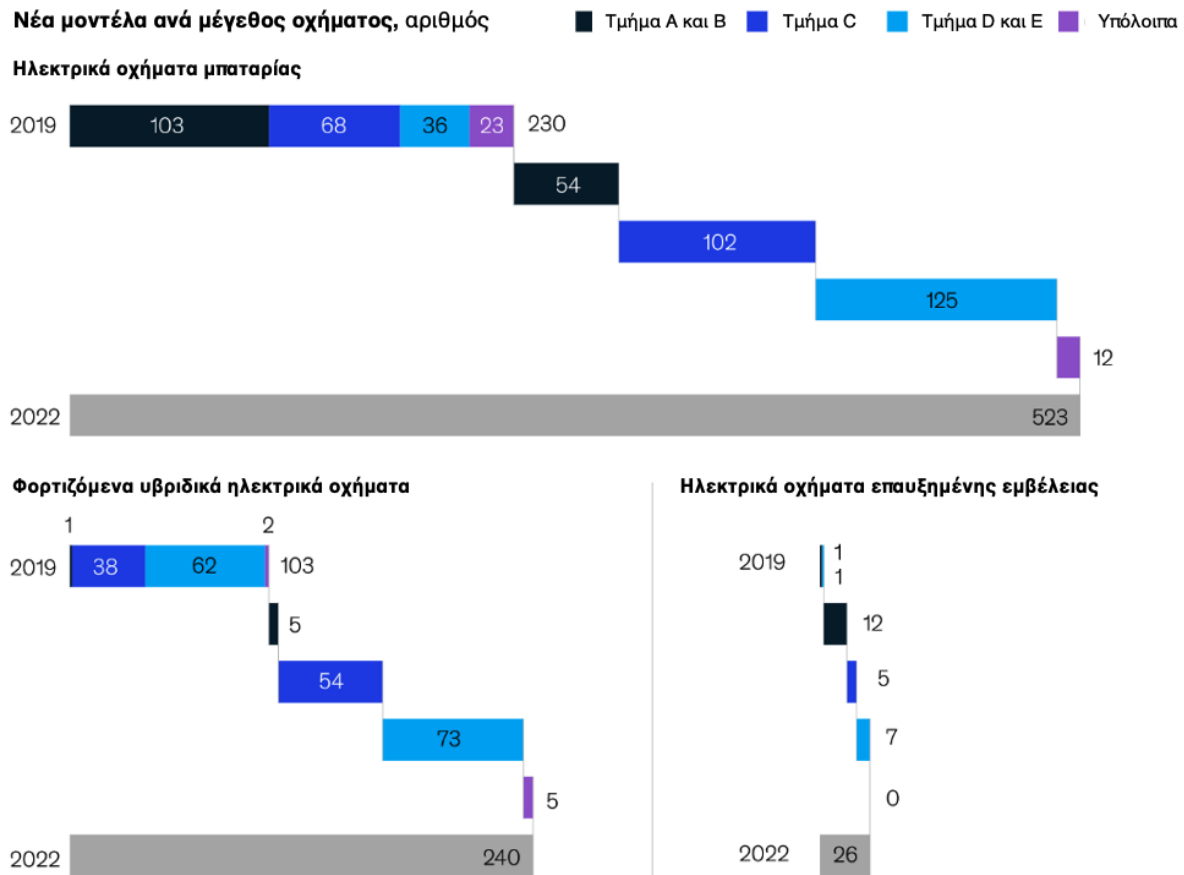 Νέα μοντέλα ανά μέγεθος οχήματος, αριθμός
Τμήμα Α και Β
Τμήμα C
Τμήμα D και E
Υπόλοιπα
Ηλεκτρικά οχήματα μπαταρίας
2019 103 68 36 23 230
54
102
125
12
2022 523
Φορτιζόμενα υβριδικά ηλεκτρικά οχήματα
1 2
2019 38 62 103
5
54
73
5
2022 240
Ηλεκτρικά οχήματα επαυξημένης εμβέλειας
2019 1
1
12
5
7
0
2022 26